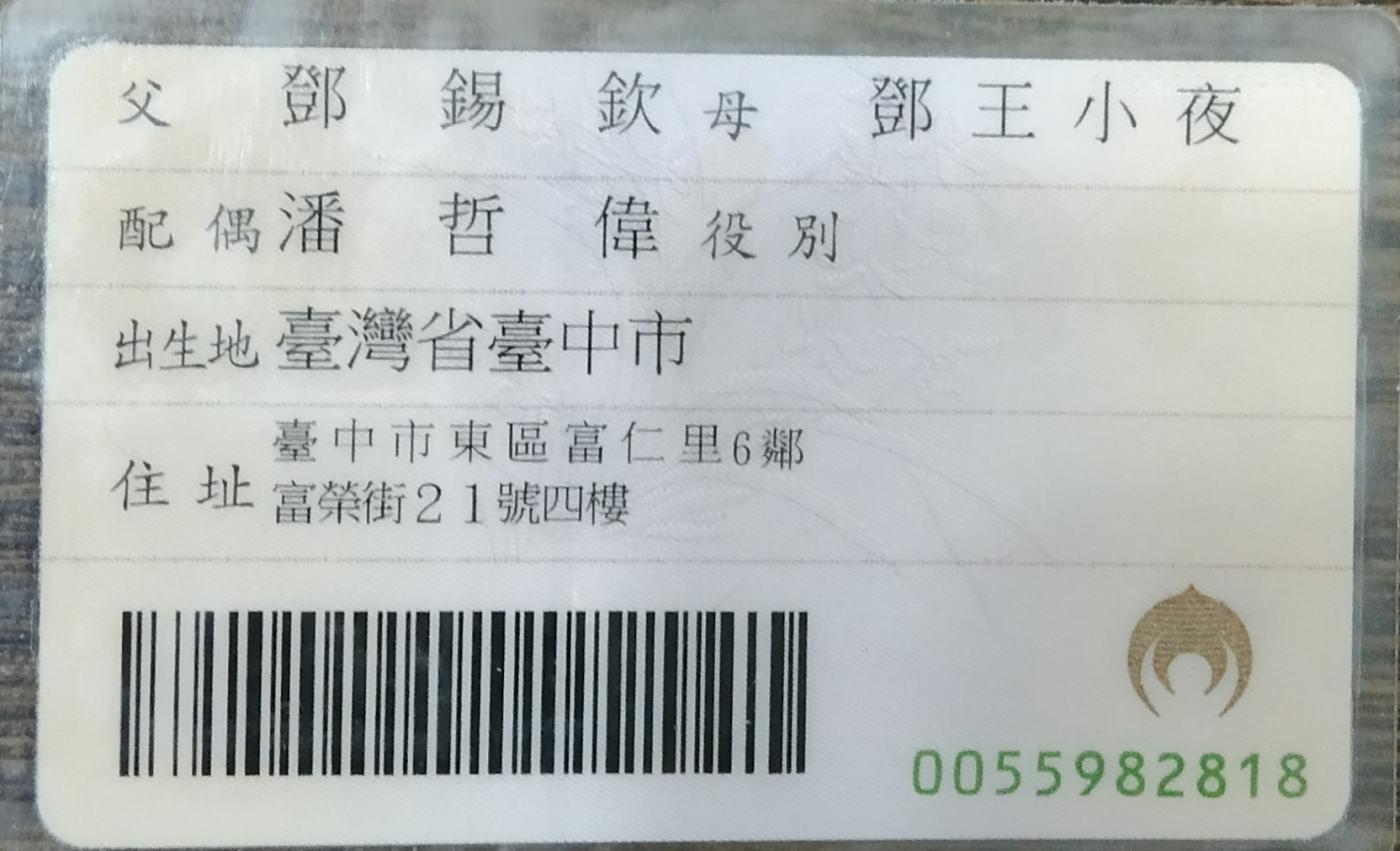 父 鄧錫欽 母 鄧王小夜
配偶 潘哲偉 役別
出生地 臺灣省臺中市
住址 臺中市東區富仁里6鄰
富榮街21號四樓
0055982818